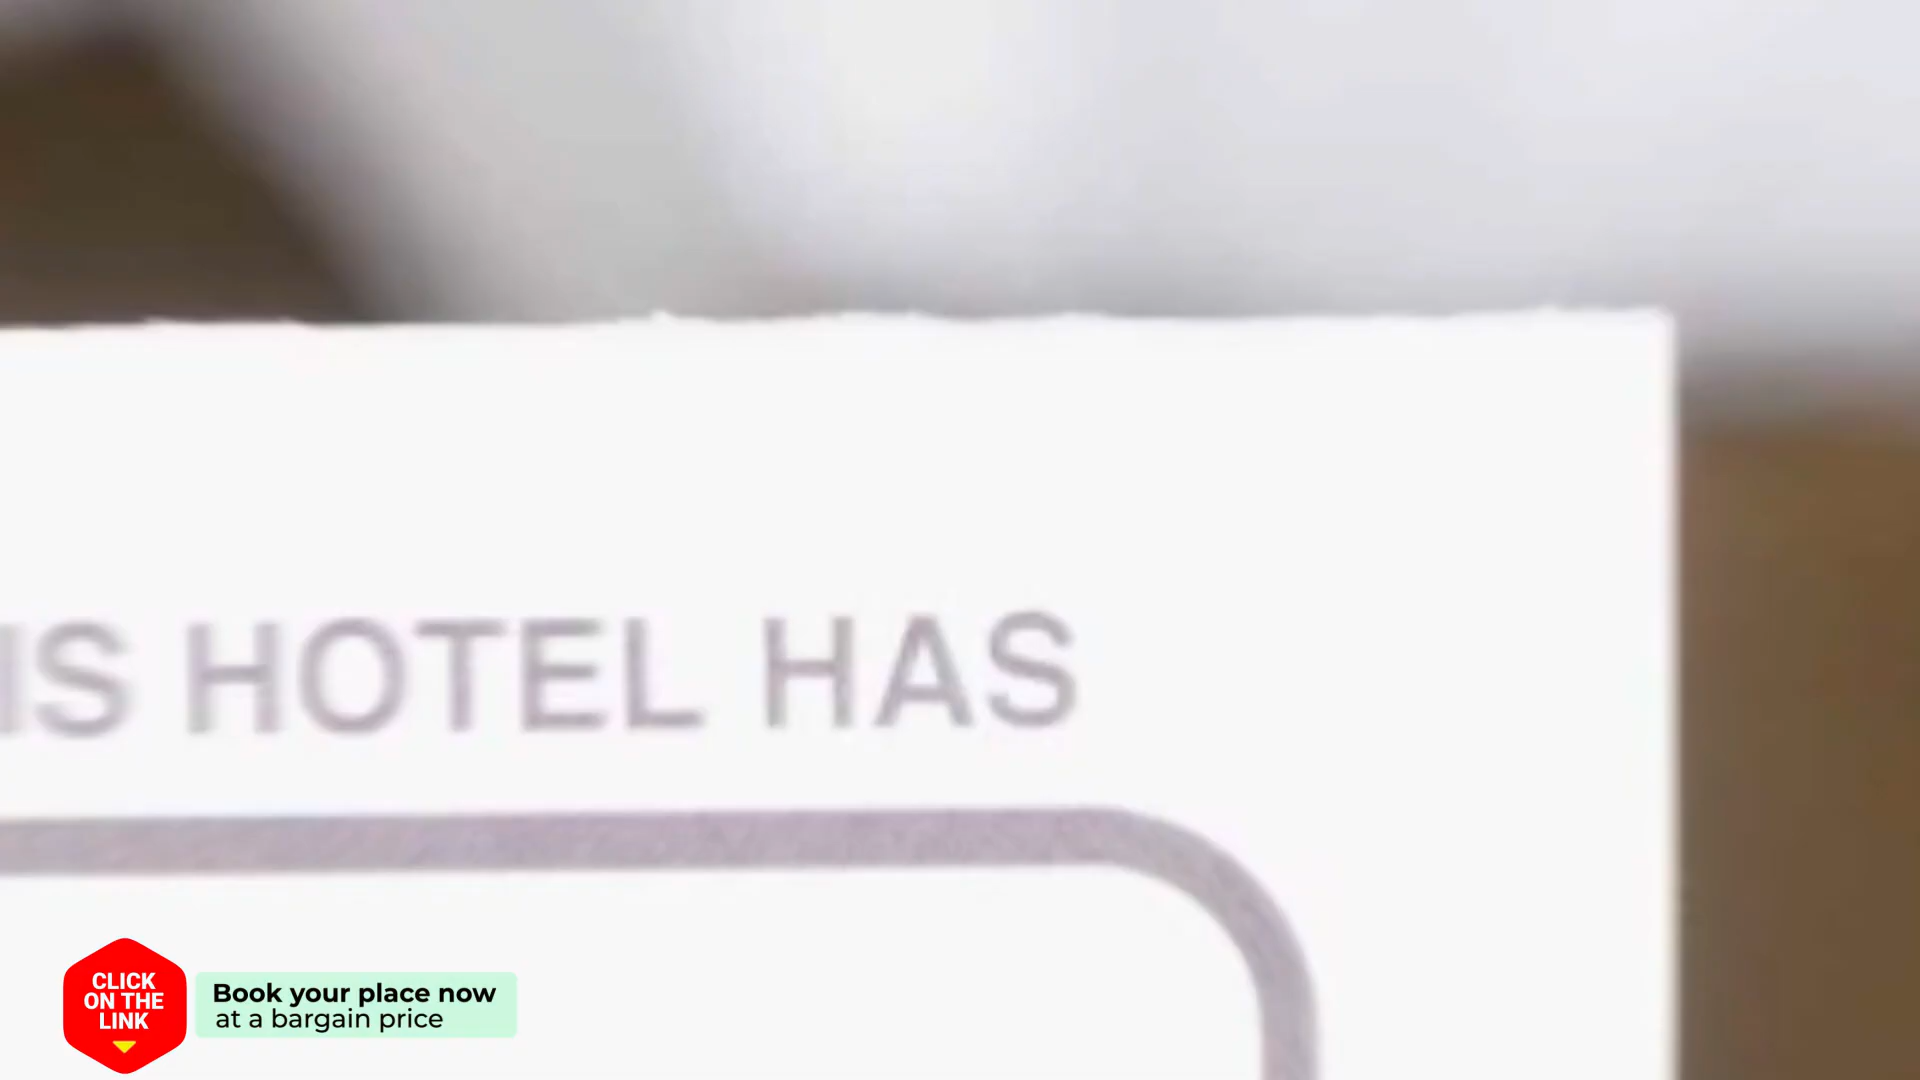 IS HOTEL HAS
CLICK
ON THE
LINK
Book your place now
at a bargain price